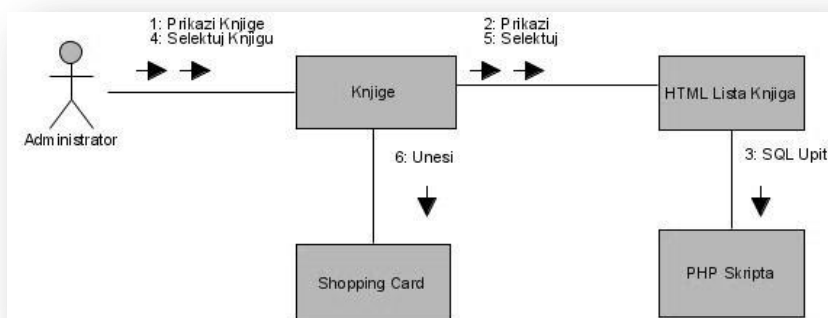 1: Prikazi Knjige
4: Selektuj Knjigu
2: Prikazi
5: Selektuj
Knjige
HTML Lista Knjiga
Administrator
6: Unesi
3: SQL Upit
Shopping Card
PHP Skripta